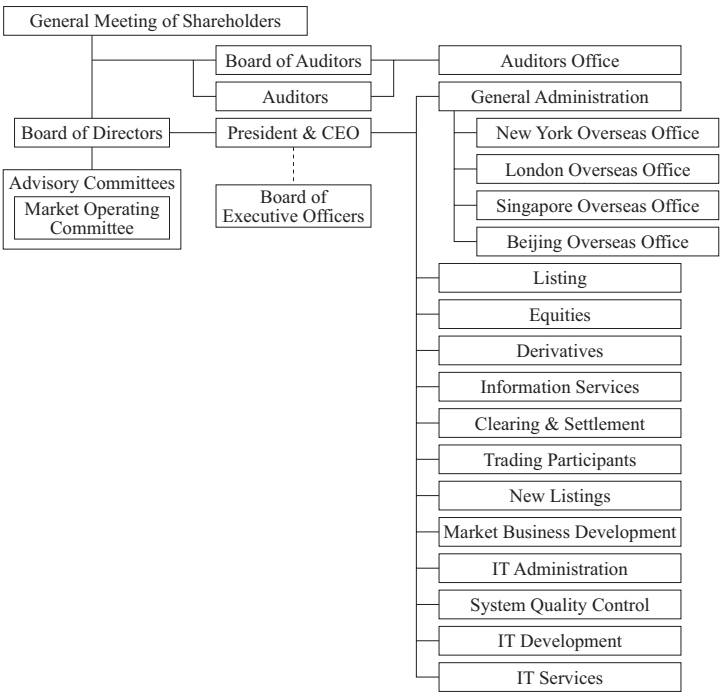 General Meeting of Shareholders
Board of Auditors
Auditors Office
Auditors
General Administration
Board of Directors
President & CEO
New York Overseas Office
London Overseas Office
Singapore Overseas Office
Beijing Overseas Office
Advisory Committees
Market Operating
Committee
Board of
Executive Officers
Listing
Equities
Derivatives
Information Services
Clearing & Settlement
Trading Participants
New Listings
Market Business Development
IT Administration
System Quality Control
IT Development
IT Services